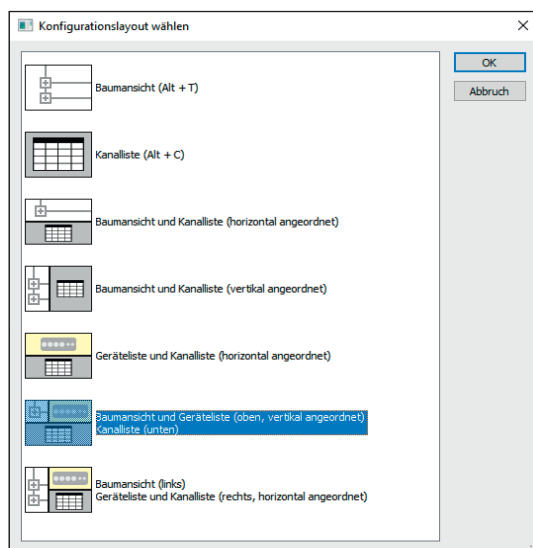 Konfigurationslayout wählen
OK
Abbruch
Baumansicht (Alt + T)
Kanalliste (Alt + C)
Baumansicht und Kanalliste (horizontal angeordnet)
Baumansicht und Kanalliste (vertikal angeordnet)
Geräteliste und Kanalliste (horizontal angeordnet)
Baumansicht und Geräteliste (oben, vertikal angeordnet)
Kanalliste (unten)
Baumansicht (links)
Geräteliste und Kanalliste (rechts, horizontal angeordnet)